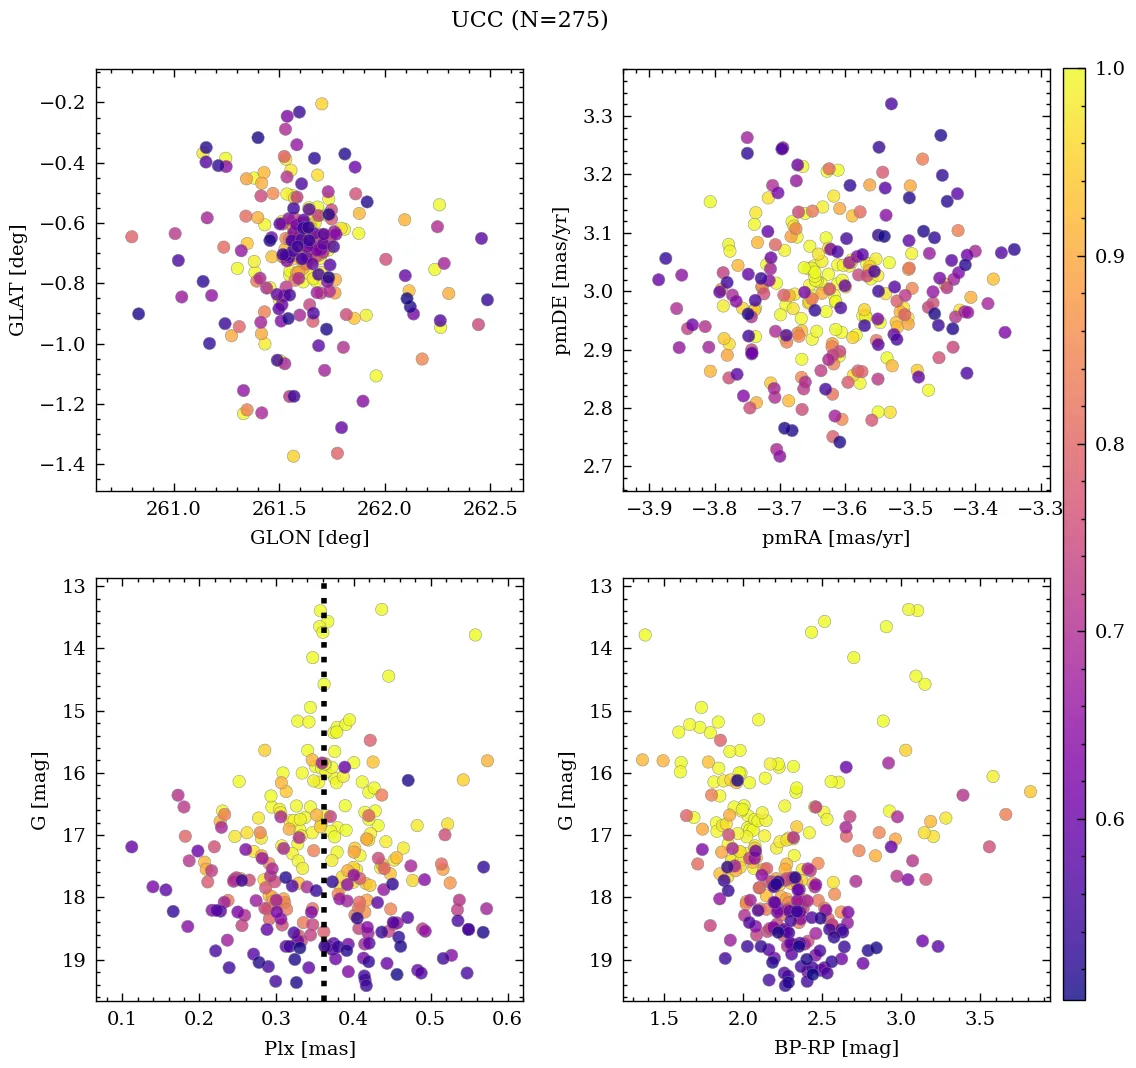 UCC (N=275)
−0.2
−0.4
−0.6
−0.8
−1.0
−1.2
−1.4
GLAT [deg]
261.0 261.5 262.0 262.5
GLON [deg]
3.3
3.2
3.1
3.0
2.9
2.8
2.7
pmDE [mas/yr]
−3.9 −3.8 −3.7 −3.6 −3.5 −3.4 −3.3
pmRA [mas/yr]
1.0
0.9
0.8
0.7
0.6
13
14
15
16
17
18
19
G [mag]
0.1 0.2 0.3 0.4 0.5 0.6
Plx [mas]
13
14
15
16
17
18
19
G [mag]
1.5 2.0 2.5 3.0 3.5
BP-RP [mag]